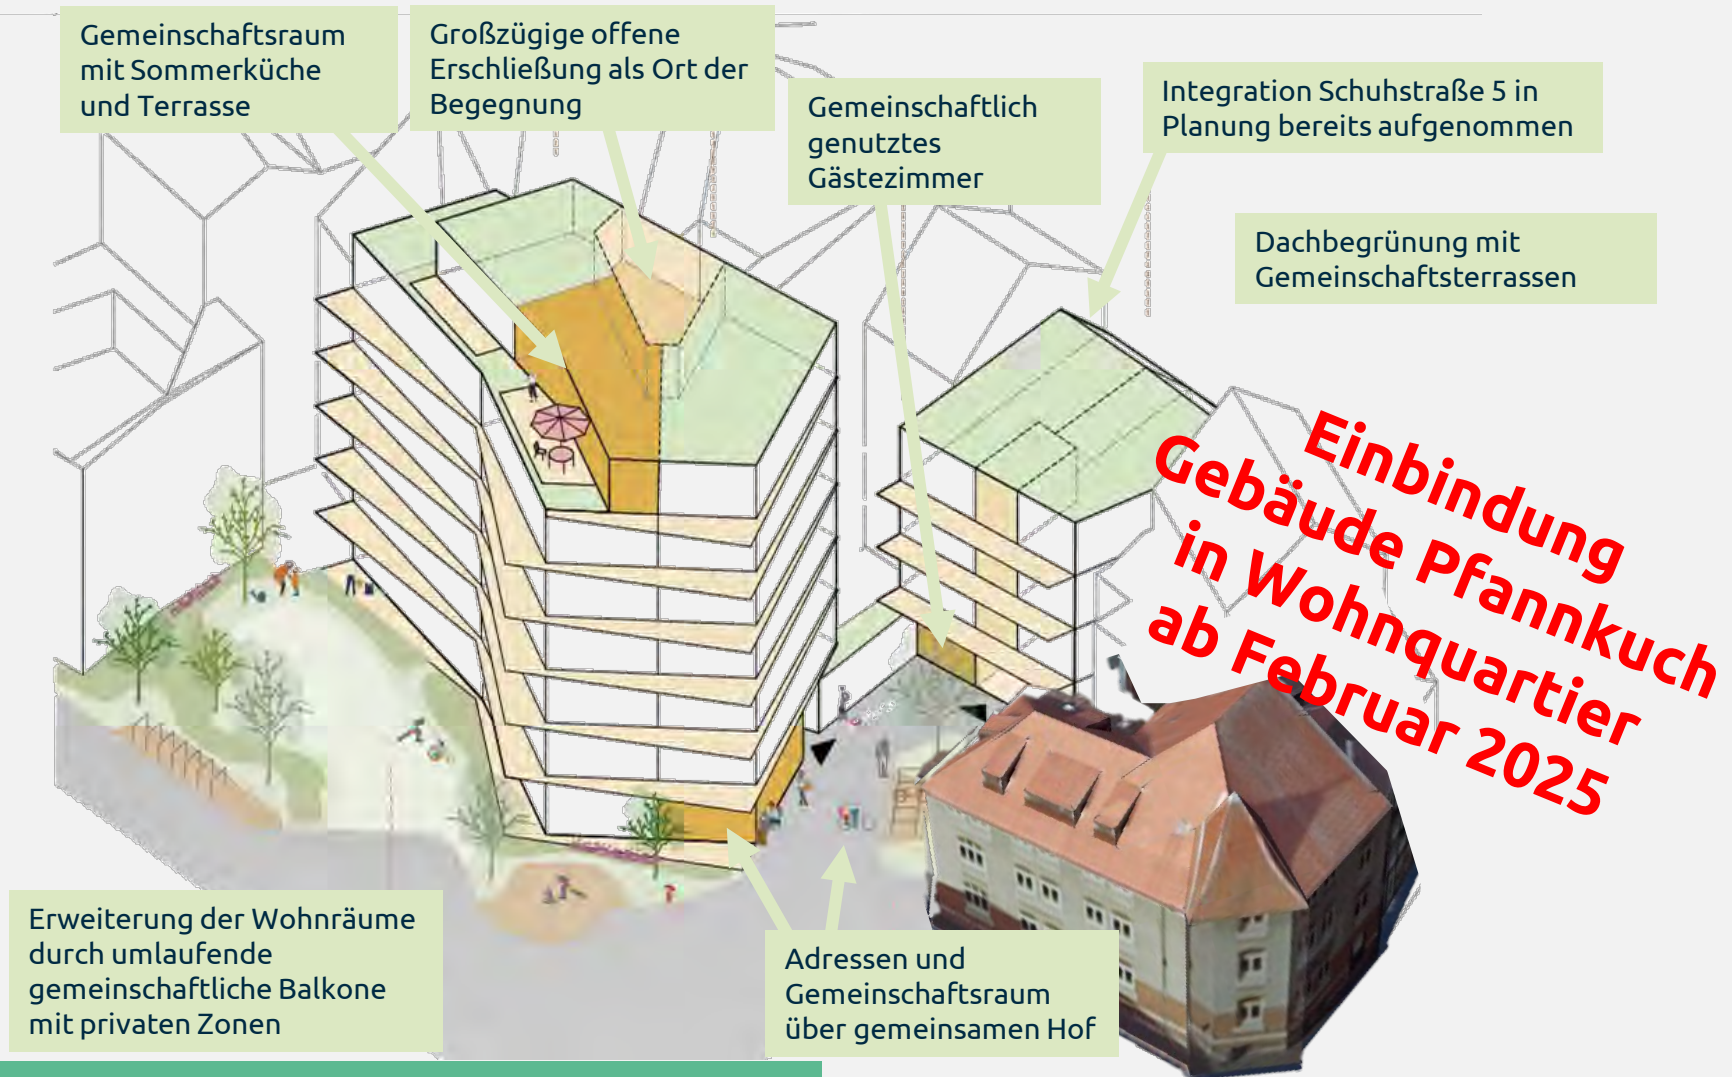 Gemeinschaftsraum
mit Sommerküche
und Terrasse
Großzügige offene
Erschließung als Ort der
Begegnung
Gemeinschaftlich
genutztes
Gästezimmer
Integration Schuhstraße 5 in
Planung bereits aufgenommen
Dachbegrünung mit
Gemeinschaftsterrassen
Einbindung
Gebäude Pfannkuch
in Wohnquartier
ab Februar 2025
Erweiterung der Wohnräume
durch umlaufende
gemeinschaftliche Balkone
mit privaten Zonen
Adressen und
Gemeinschaftsraum
über gemeinsamen Hof